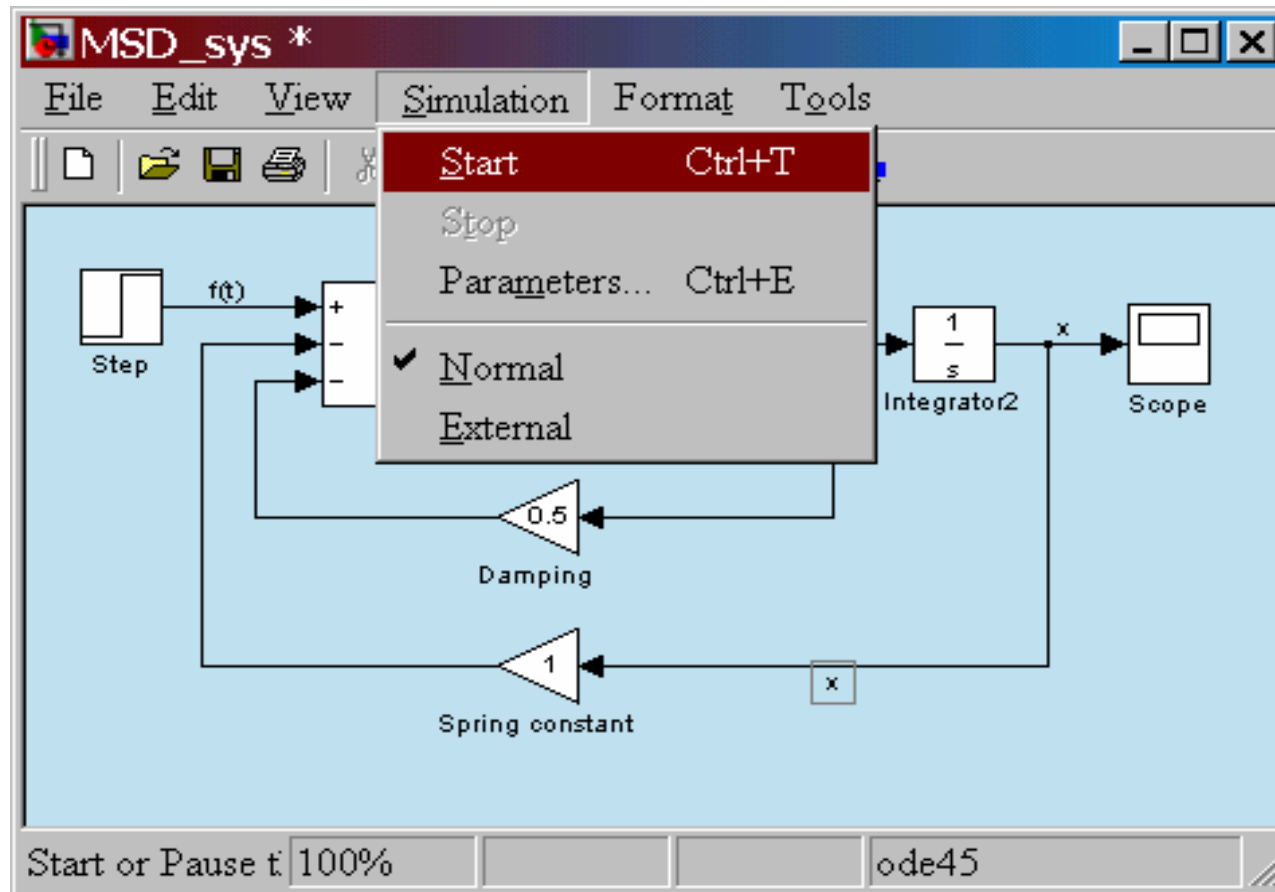 MSD_sys *
File Edit View Simulation Format Tools
Start Ctrl+T
Stop
Parameters... Ctrl+E
Normal
External
f(t)
+
−
−
Step
1
s
Integrator2
x
Scope
0.5
Damping
1
x
Spring constant
Start or Pause t 100% ode45